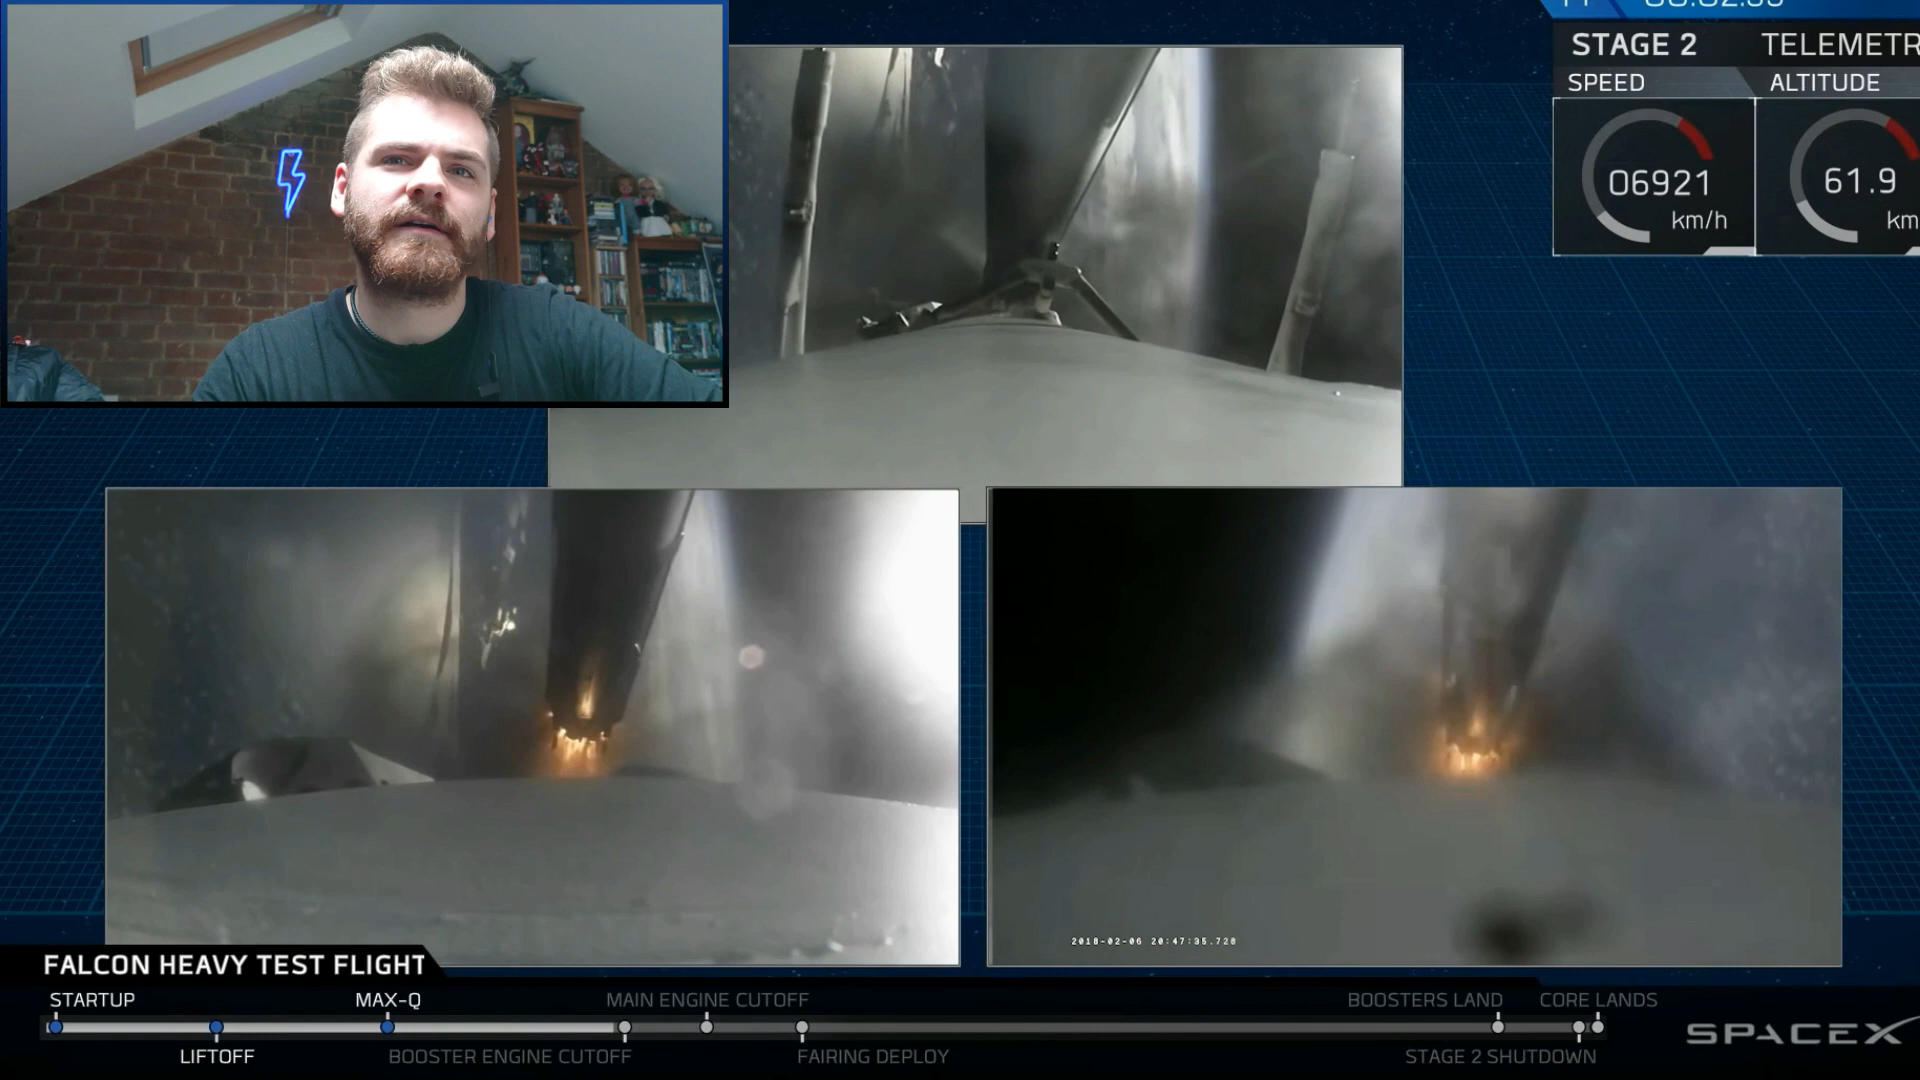 STAGE 2 TELEMETR
SPEED ALTITUDE
06921 61.9
km/h km
2018-02-06 20:47:35.728
FALCON HEAVY TEST FLIGHT
STARTUP MAX-Q MAIN ENGINE CUTOFF BOOSTERS LAND CORE LANDS
LIFTOFF BOOSTER ENGINE CUTOFF FAIRING DEPLOY STAGE 2 SHUTDOWN
SPACEX